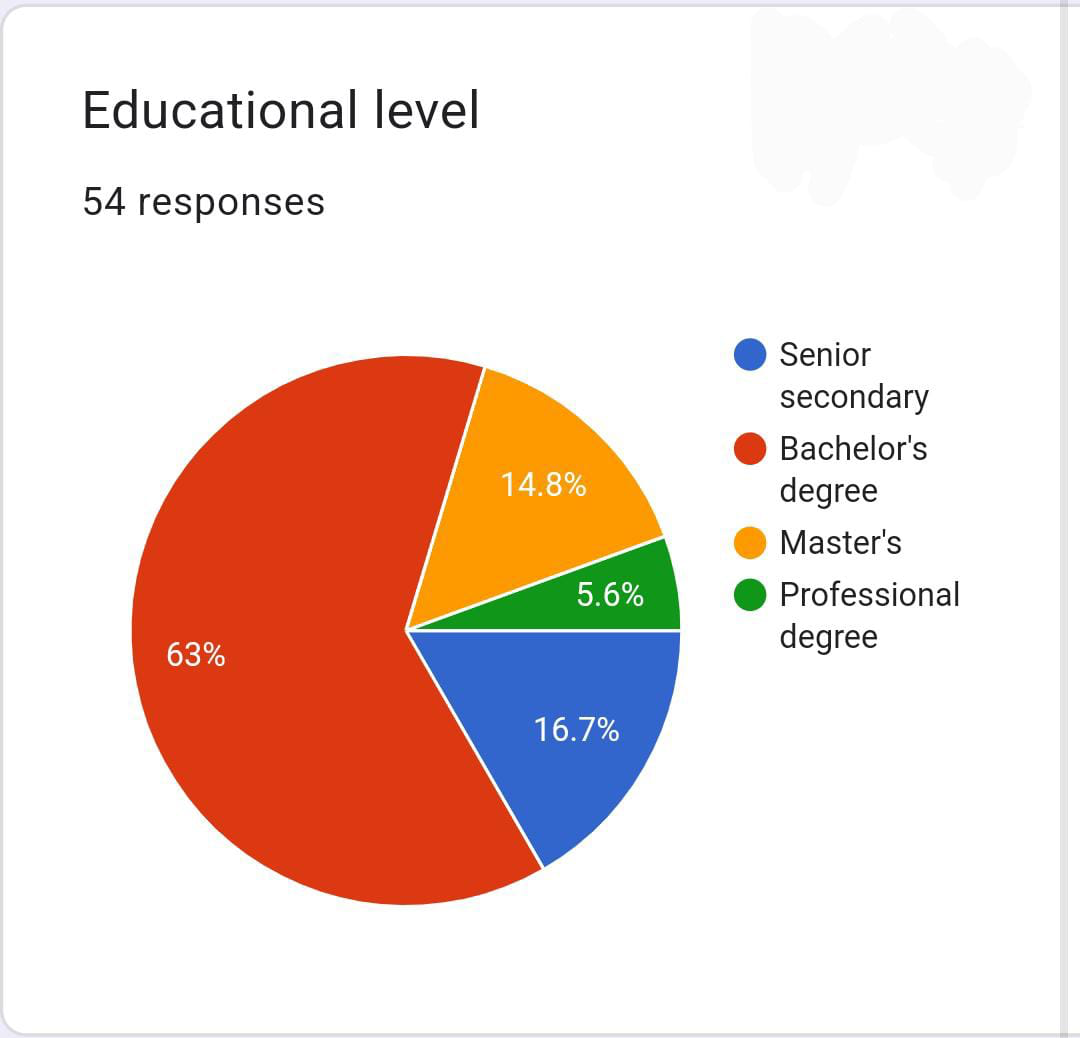 Educational level
54 responses
Senior
secondary
Bachelor's
degree
Master's
Professional
degree
14.8%
5.6%
63%
16.7%